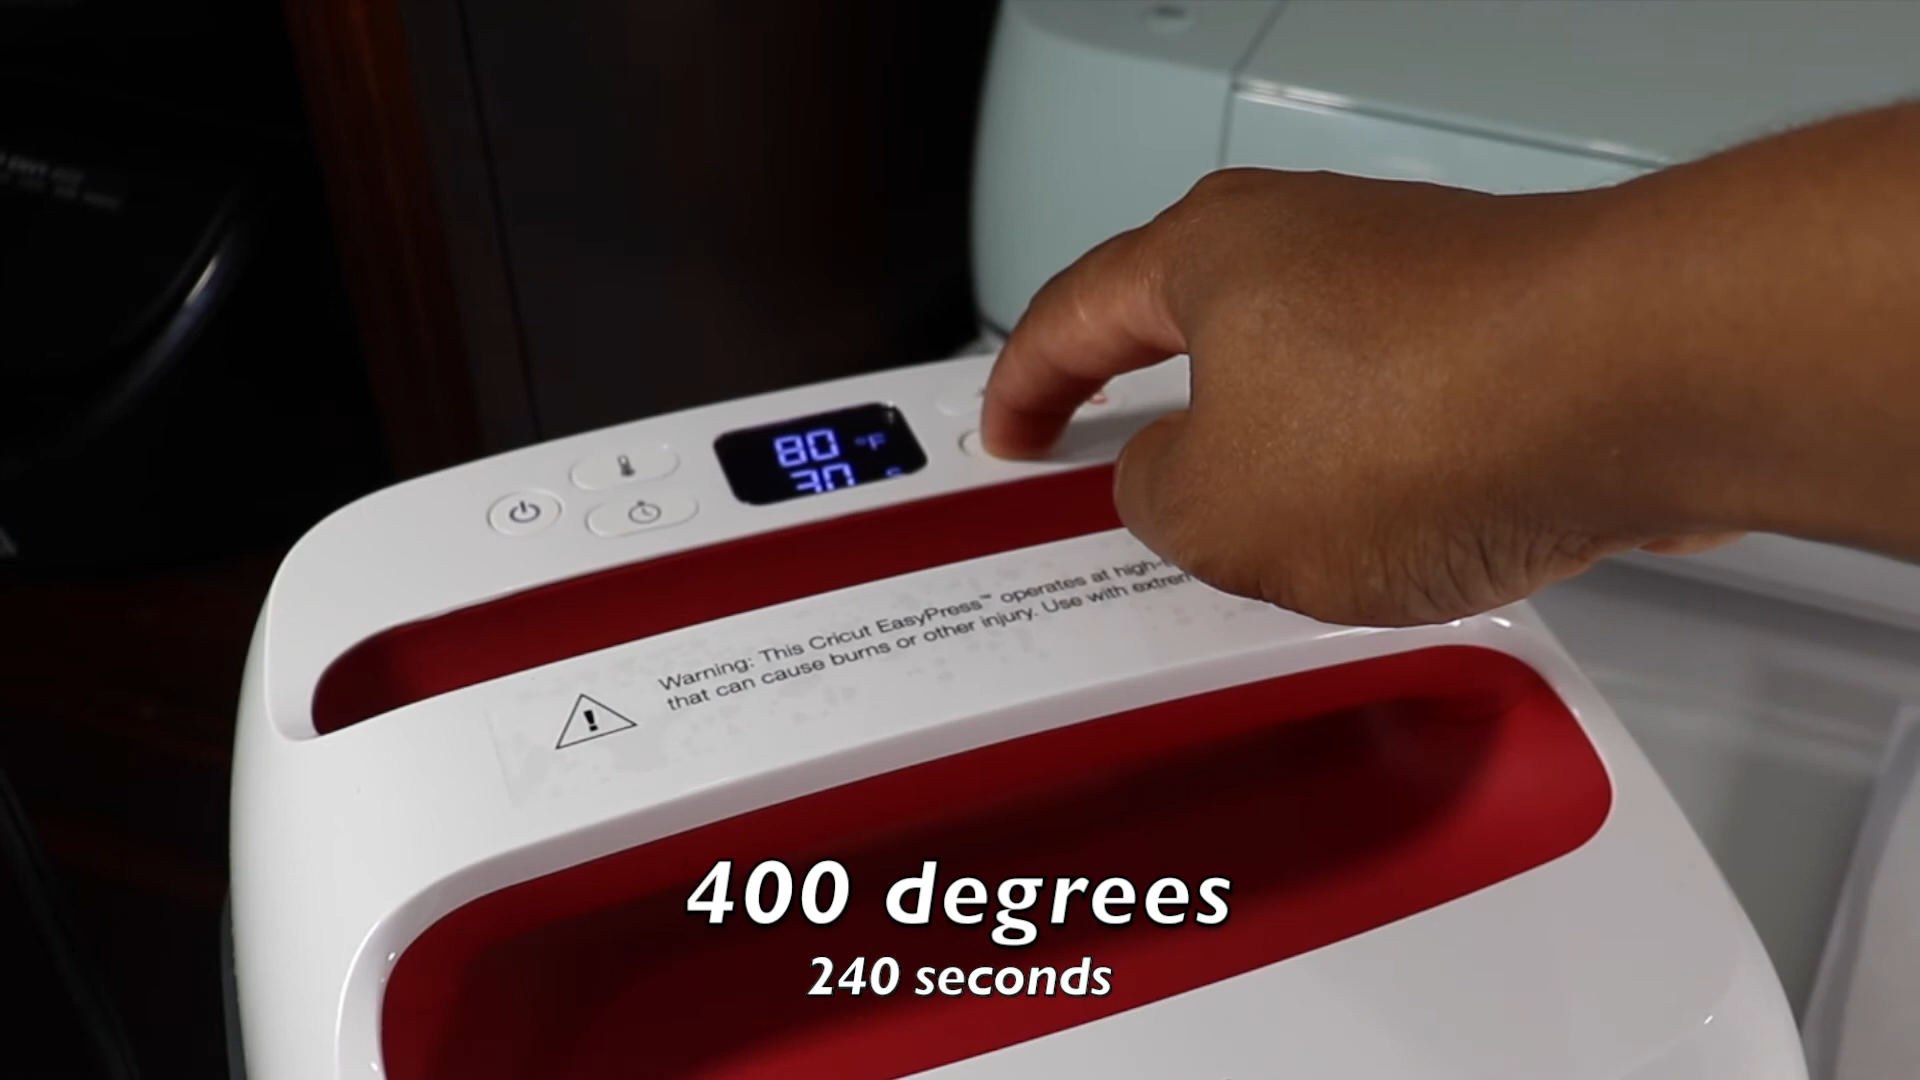 80 °F
30
Warning: This Cricut EasyPress™ operates at high-
that can cause burns or other injury. Use with
400 degrees
240 seconds